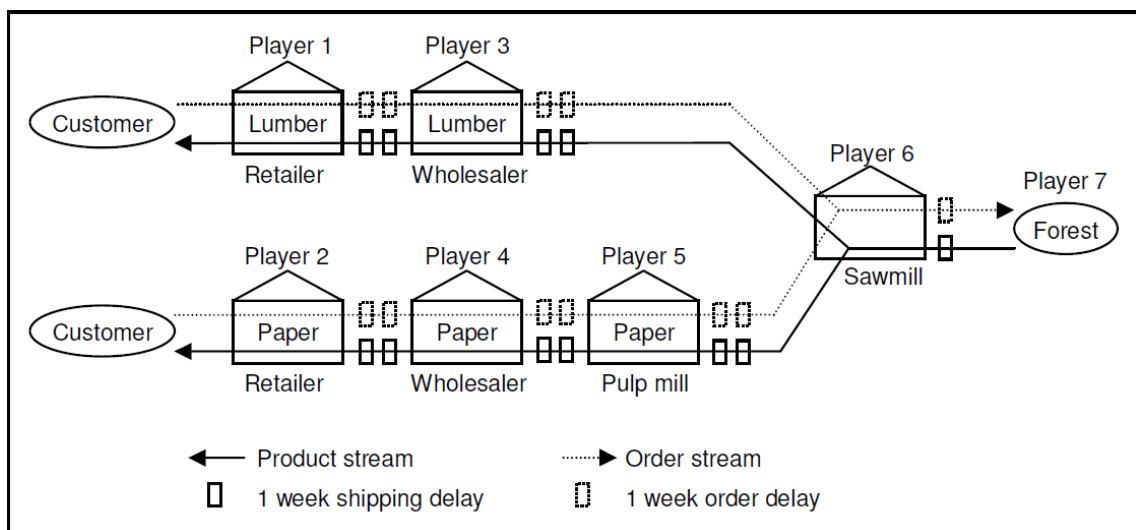 Player 1
Player 3
Customer
Lumber
Lumber
Retailer
Wholesaler
Player 6
Player 7
Forest
Sawmill
Player 2
Player 4
Player 5
Customer
Paper
Paper
Paper
Retailer
Wholesaler
Pulp mill
Product stream
Order stream
1 week shipping delay
1 week order delay